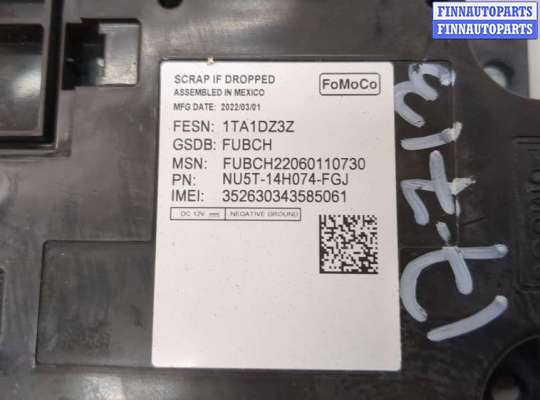 FINNAUTOPARTS
FINNAUTOPARTS
FINNAUTOPARTS
SCRAP IF DROPPED
ASSEMBLED IN MEXICO
FoMoCo
MFG DATE: 2022/03/01
FESN: 1TA1DZ3Z
GSDB: FUBCH
MSN: FUBCH22060110730
PN: NU5T-14H074-FGJ
IMEI: 352630343585061
DC 12V NEGATIVE GROUND